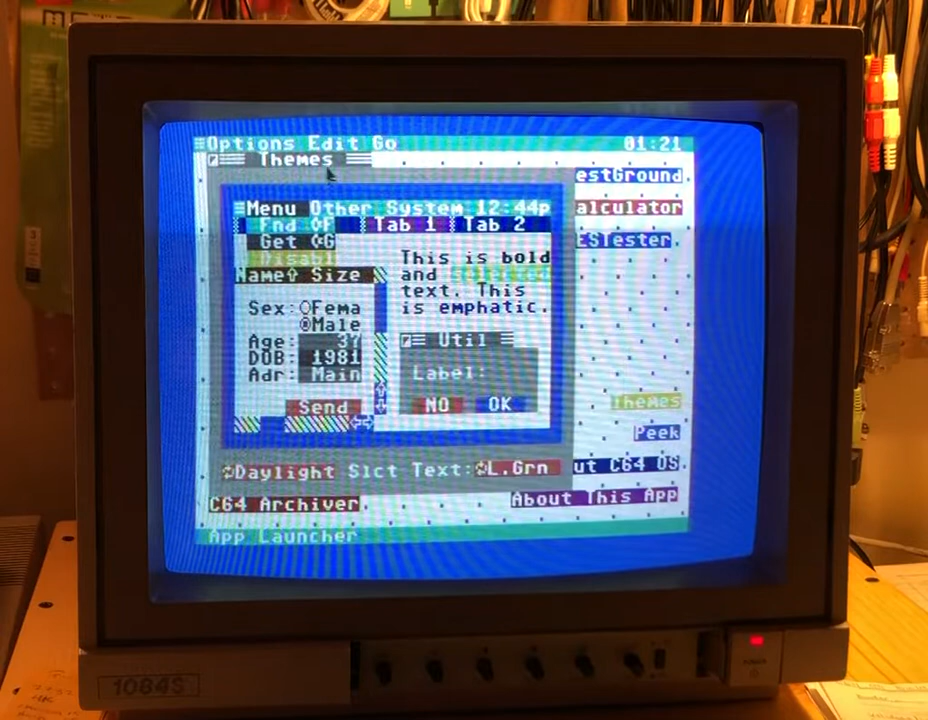 Options Edit Go 01:21
Themes
estGround
Menu Other System 12:44p
alculator
Fnd F Tab 1 Tab 2
Get G
ESTester
Disabl
This is bold
Name Size
and selected
text. This
Sex: Fema
is emphatic.
Male
Age: 37
Util
DOB: 1981
Adr: Main
Label:
Send
NO OK
Themes
Peek
Daylight Slct Text: L.Grn
ut C64 OS
C64 Archiver
About This App
App Launcher
1084S